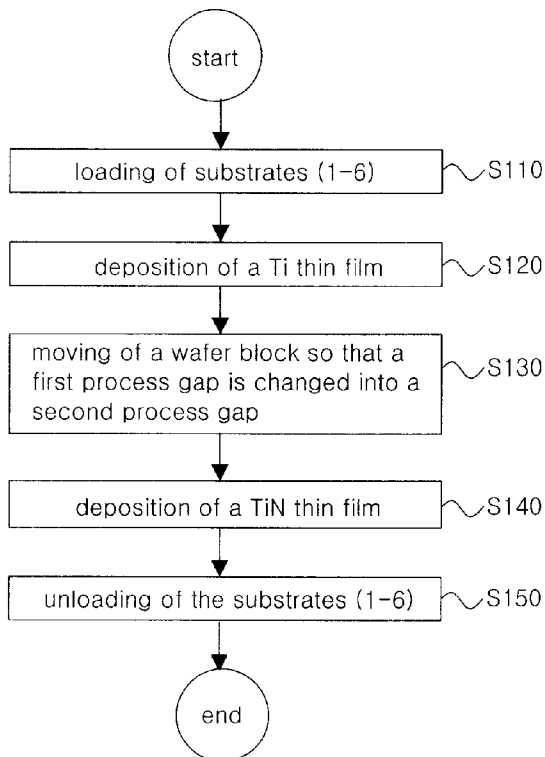 start
loading of substrates (1-6)
S110
deposition of a Ti thin film
S120
moving of a wafer block so that a
first process gap is changed into a
second process gap
S130
deposition of a TiN thin film
S140
unloading of the substrates (1-6)
S150
end